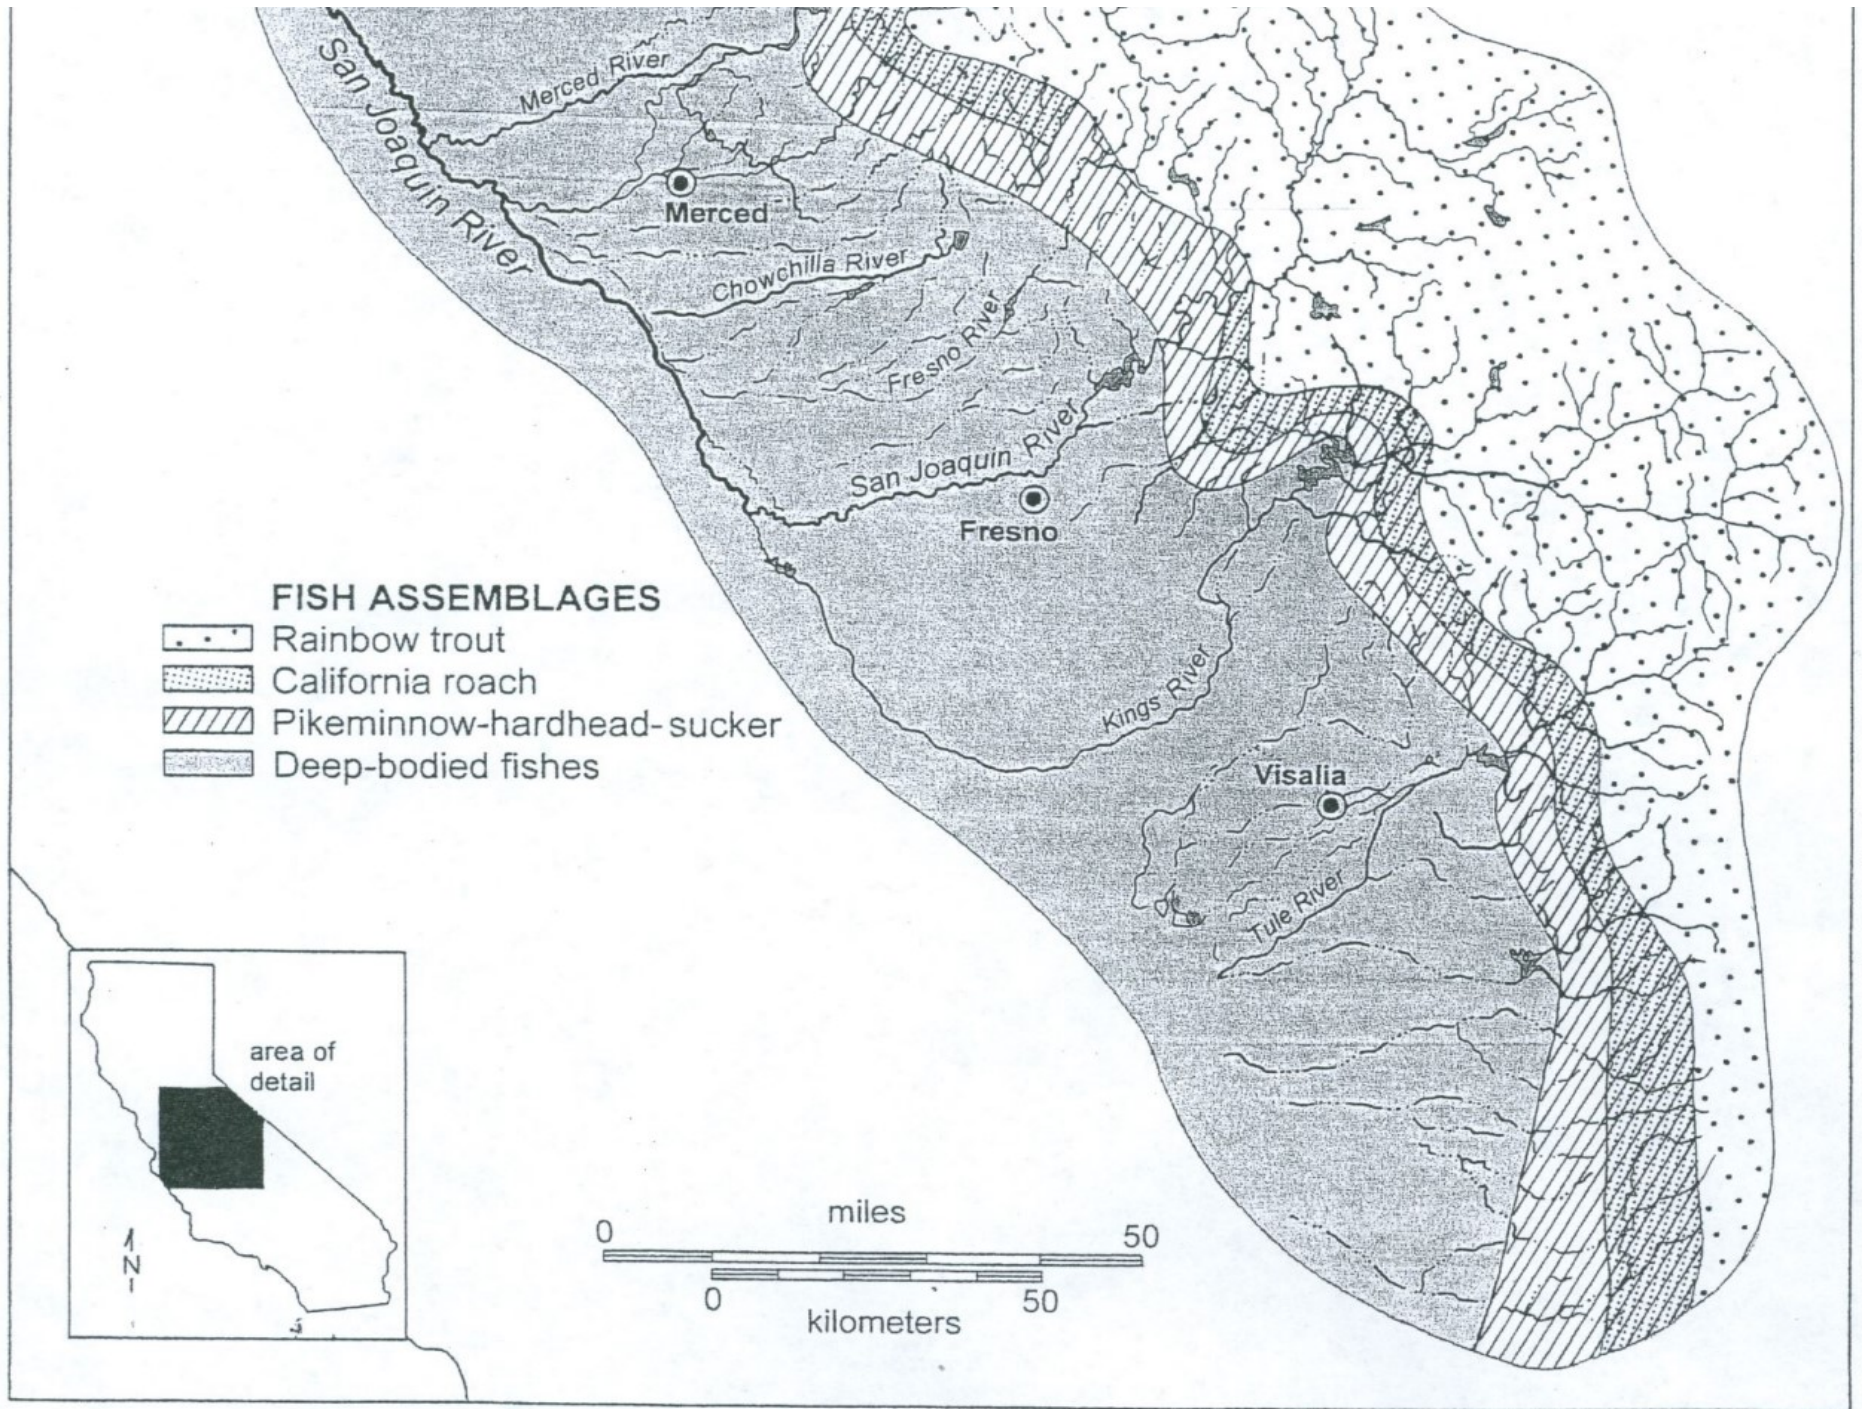 San Joaquin River
Merced River
Merced
Chowchilla River
Fresno River
San Joaquin River
Fresno
Kings River
Visalia
Tule River
FISH ASSEMBLAGES
Rainbow trout
California roach
Pikeminnow-hardhead-sucker
Deep-bodied fishes
area of
detail
N
miles
0 50
0 50
kilometers